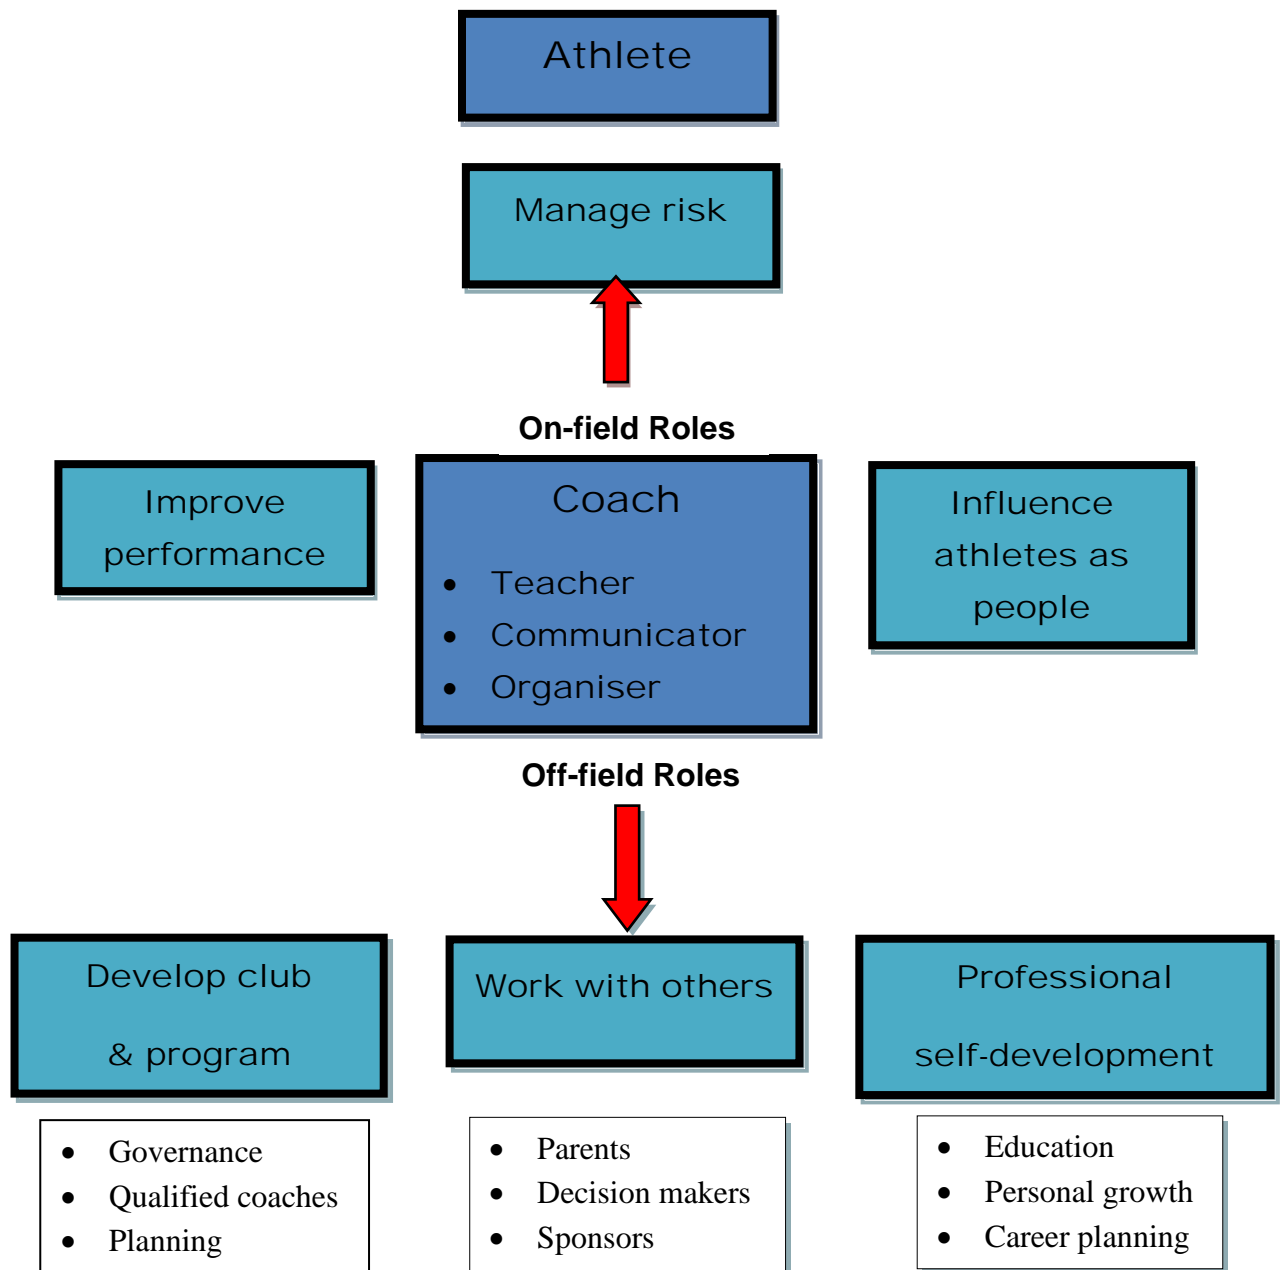 Athlete
Manage risk
On-field Roles
Improve
performance
Coach
• Teacher
• Communicator
• Organiser
Influence
athletes as
people
Off-field Roles
Develop club
& program
Work with others
Professional
self-development
• Governance
• Qualified coaches
• Planning
• Parents
• Decision makers
• Sponsors
• Education
• Personal growth
• Career planning